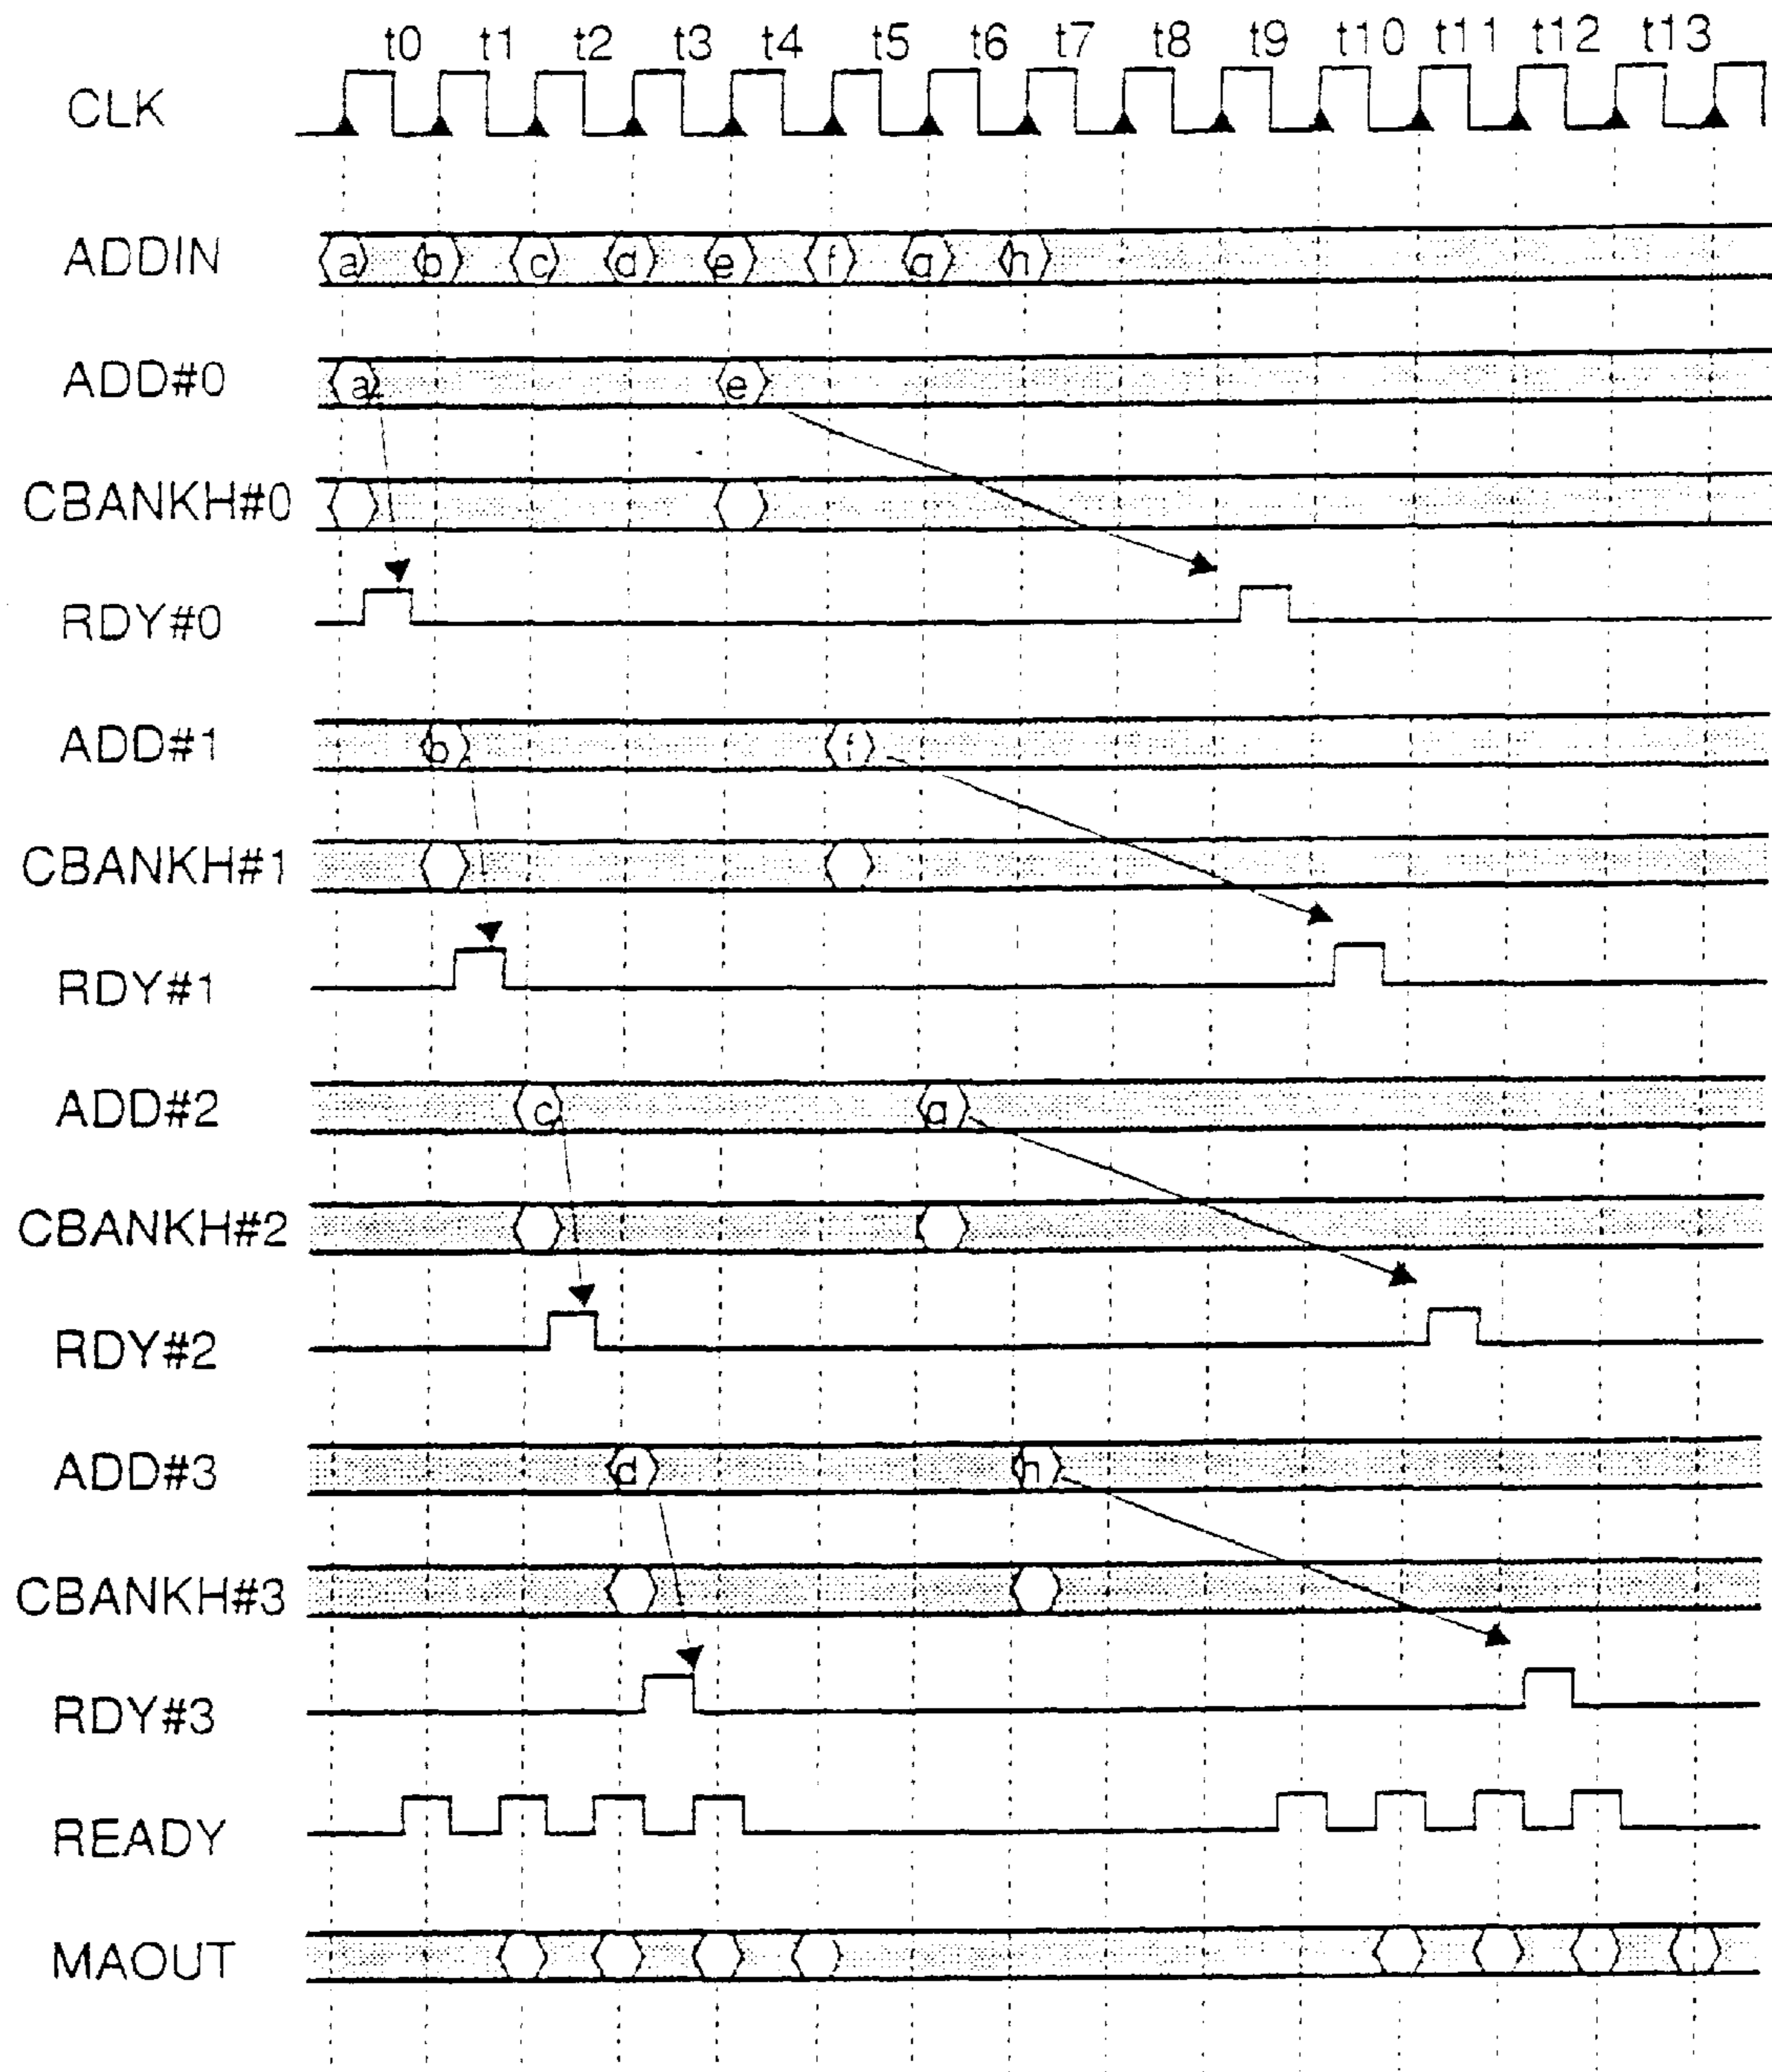 t0 t1 t2 t3 t4 t5 t6 t7 t8 t9 t10 t11 t12 t13
CLK
ADDIN a b c d e f g h
ADD#0 a e
CBANKH#0
RDY#0
ADD#1 b f
CBANKH#1
RDY#1
ADD#2 c g
CBANKH#2
RDY#2
ADD#3 d h
CBANKH#3
RDY#3
READY
MAOUT